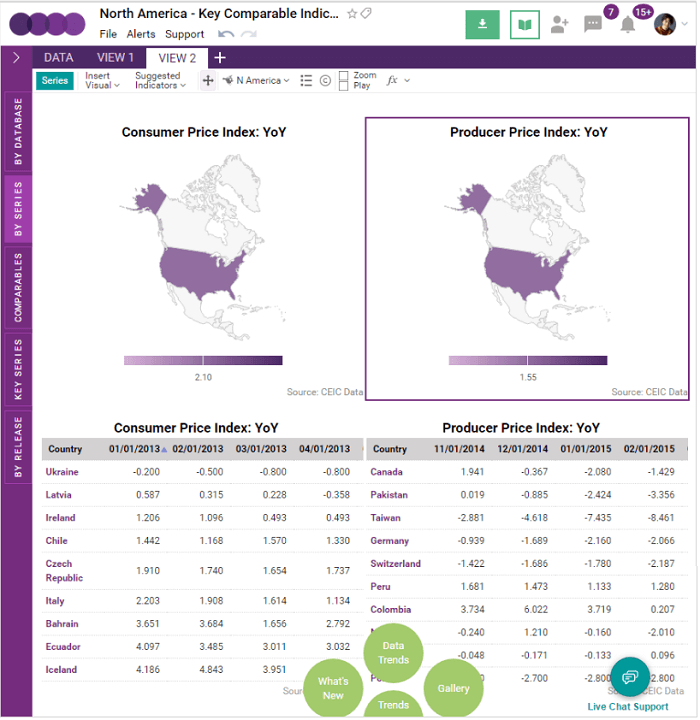 North America - Key Comparable Indic...
7
15+
File Alerts Support
DATA VIEW 1 VIEW 2 +
Series
Insert Visual
Suggested Indicators
N America
Zoom
Play
fx
BY DATABASE
BY SERIES
COMPARABLES
KEY SERIES
BY RELEASE
Consumer Price Index: YoY
2.10
Source: CEIC Data
Producer Price Index: YoY
1.55
Source: CEIC Data
Consumer Price Index: YoY
Country 01/01/2013 02/01/2013 03/01/2013 04/01/2013
Ukraine -0.200 -0.500 -0.800 -0.800
Latvia 0.587 0.315 0.228 -0.358
Ireland 1.206 1.096 0.493 0.493
Chile 1.442 1.168 1.570 1.330
Czech Republic 1.910 1.740 1.654 1.737
Italy 2.203 1.908 1.614 1.134
Bahrain 3.651 3.684 1.656 2.792
Ecuador 4.097 3.485 3.011 3.032
Iceland 4.186 4.843 3.951
Producer Price Index: YoY
Country 11/01/2014 12/01/2014 01/01/2015 02/01/2015
Canada 1.941 -0.367 -2.080 -1.429
Pakistan 0.019 -0.885 -2.424 -3.356
Taiwan -2.881 -4.618 -7.435 -8.461
Germany -0.939 -1.689 -2.160 -2.066
Switzerland -1.422 -1.686 -1.780 -2.187
Peru 1.681 1.473 1.133 1.280
Colombia 3.734 6.022 3.719 0.207
-0.240 1.210 -0.160 -2.010
-0.048 -0.171 -0.133 0.096
-2.700 -2.800 2.800
CEIC Data
Data Trends
What's New
Gallery
Trends
Live Chat Support